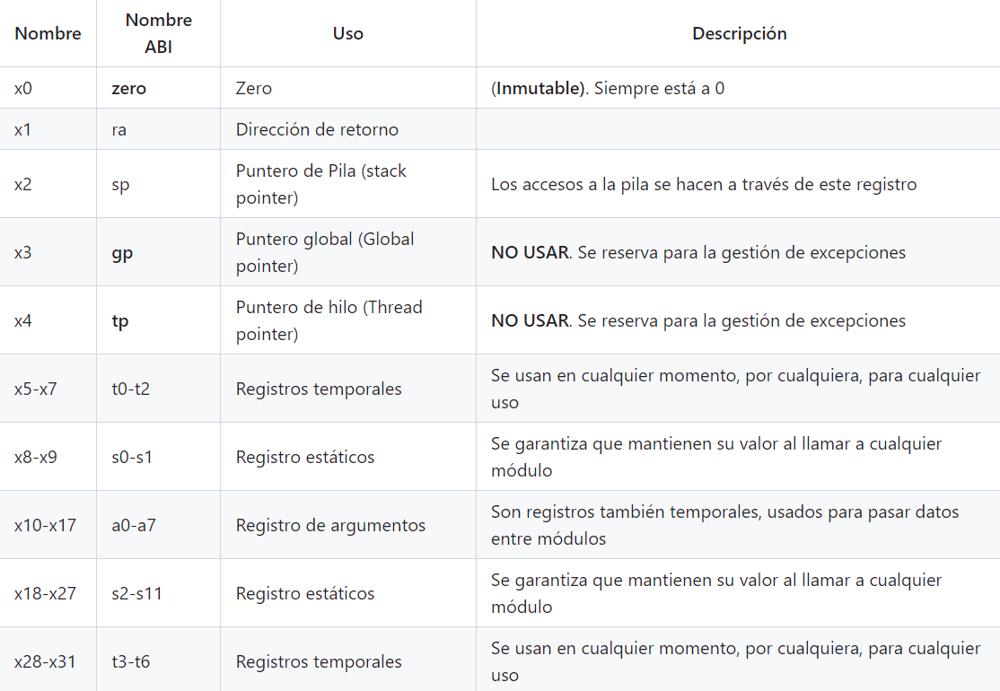 Nombre
Nombre
ABI
Uso
Descripción
x0
zero
Zero
(Inmutable). Siempre está a 0
x1
ra
Dirección de retorno
x2
sp
Puntero de Pila (stack
pointer)
Los accesos a la pila se hacen a través de este registro
x3
gp
Puntero global (Global
pointer)
NO USAR. Se reserva para la gestión de excepciones
x4
tp
Puntero de hilo (Thread
pointer)
NO USAR. Se reserva para la gestión de excepciones
x5-x7
t0-t2
Registros temporales
Se usan en cualquier momento, por cualquiera, para cualquier
uso
x8-x9
s0-s1
Registro estáticos
Se garantiza que mantienen su valor al llamar a cualquier
módulo
x10-x17
a0-a7
Registro de argumentos
Son registros también temporales, usados para pasar datos
entre módulos
x18-x27
s2-s11
Registro estáticos
Se garantiza que mantienen su valor al llamar a cualquier
módulo
x28-x31
t3-t6
Registros temporales
Se usan en cualquier momento, por cualquiera, para cualquier
uso